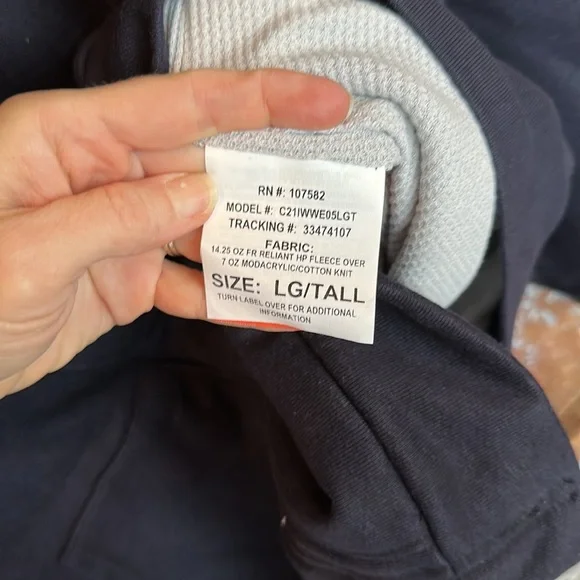 RN #: 107582
MODEL #: C21IWWE05LGT
TRACKING #: 33474107
FABRIC:
14.25 OZ FR RELIANT HP FLEECE OVER
7 OZ MODACRYLIC/COTTON KNIT
SIZE: LG/TALL
TURN LABEL OVER FOR ADDITIONAL
INFORMATION